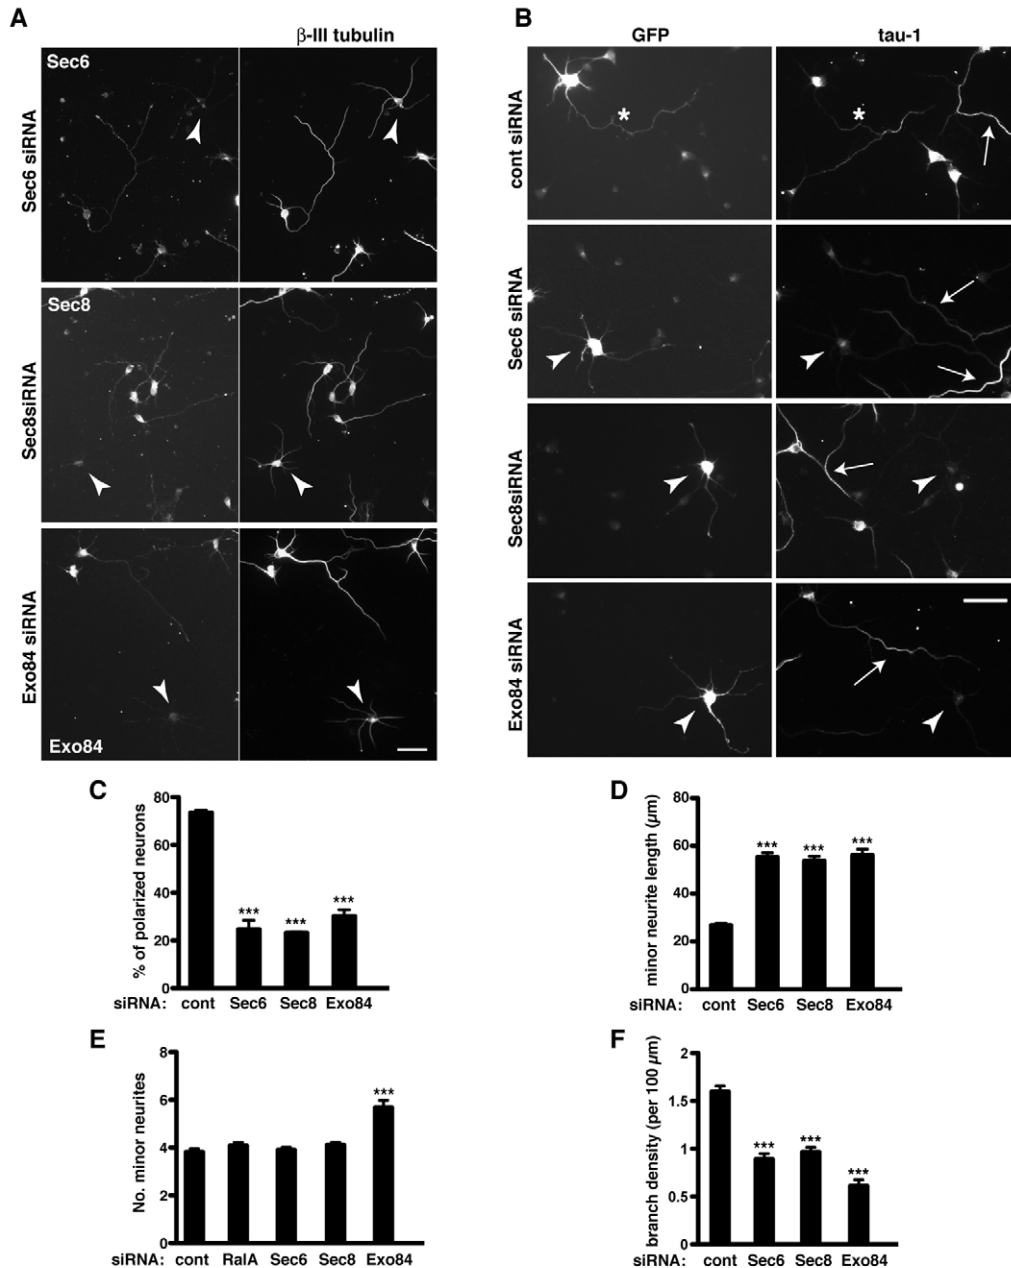 A
β-III tubulin
Sec6
Sec6 siRNA
Sec8
Sec8siRNA
Exo84 siRNA
Exo84
B
GFP
tau-1
cont siRNA
*
*
Sec6 siRNA
Sec8siRNA
Exo84 siRNA
C
% of polarized neurons
80
60
40
20
0
***
***
***
siRNA: cont Sec6 Sec8 Exo84
D
minor neurite length (µm)
80
60
40
20
0
***
***
***
siRNA: cont Sec6 Sec8 Exo84
E
No. minor neurites
8
6
4
2
0
***
siRNA: cont RalA Sec6 Sec8 Exo84
F
branch density (per 100 µm)
2
1.5
1
0.5
0
***
***
***
siRNA: cont Sec6 Sec8 Exo84